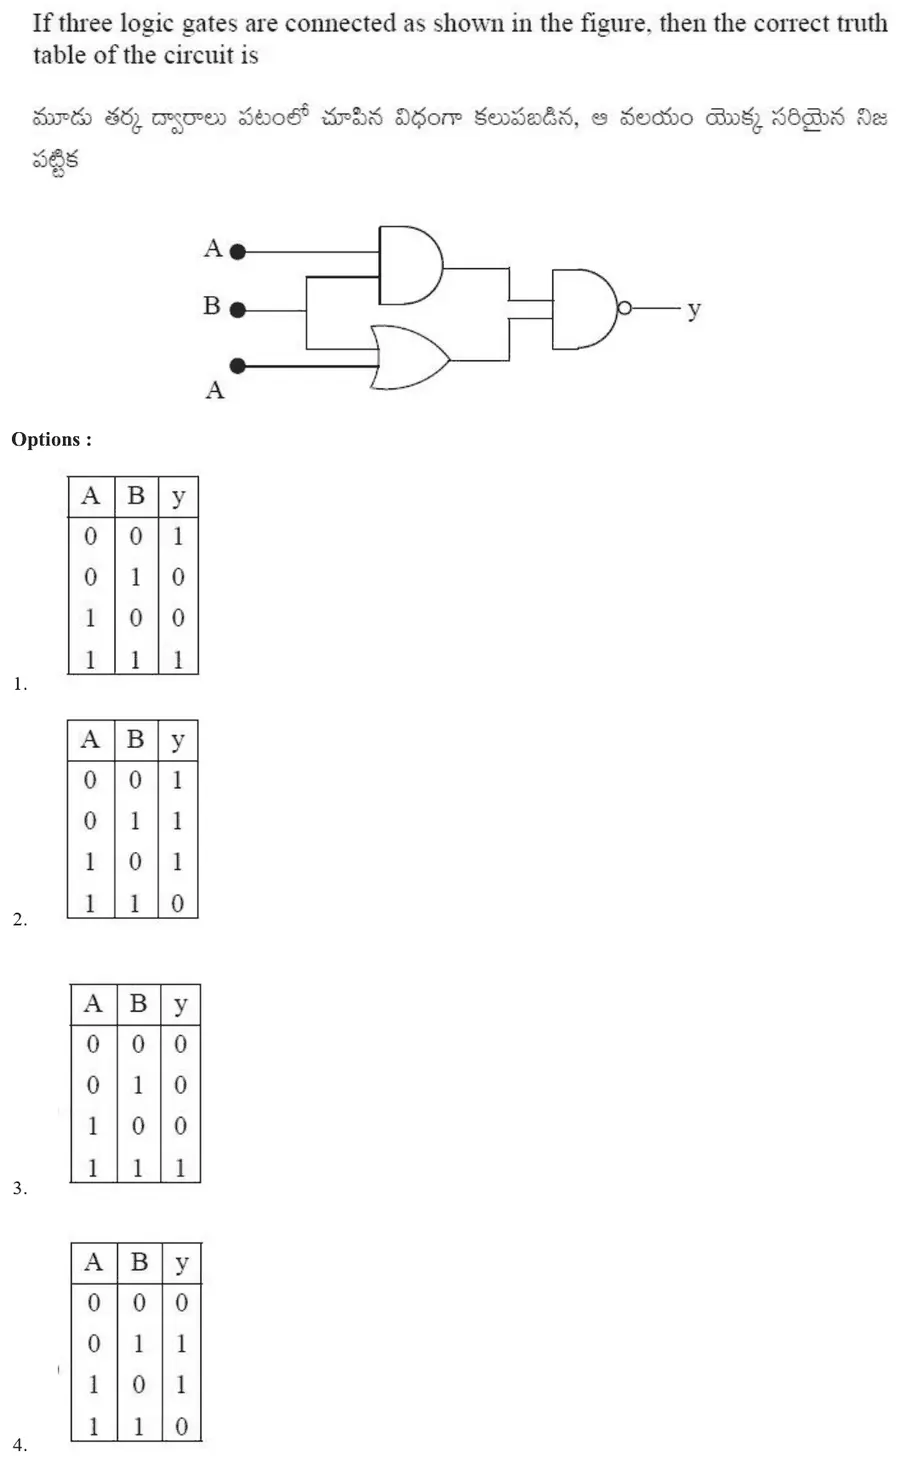 If three logic gates are connected as shown in the figure, then the correct truth
table of the circuit is
మూడు తర్క ద్వారాలు పటంలో చూపిన విధంగా కలుపబడిన, ఆ వలయం యొక్క సరియైన నిజ
పట్టిక
A
B
y
A
Options :
A B y
0 0 1
0 1 0
1 0 0
1 1 1
1.
A B y
0 0 1
0 1 1
1 0 1
1 1 0
2.
A B y
0 0 0
0 1 0
1 0 0
1 1 1
3.
A B y
0 0 0
0 1 1
1 0 1
1 1 0
4.